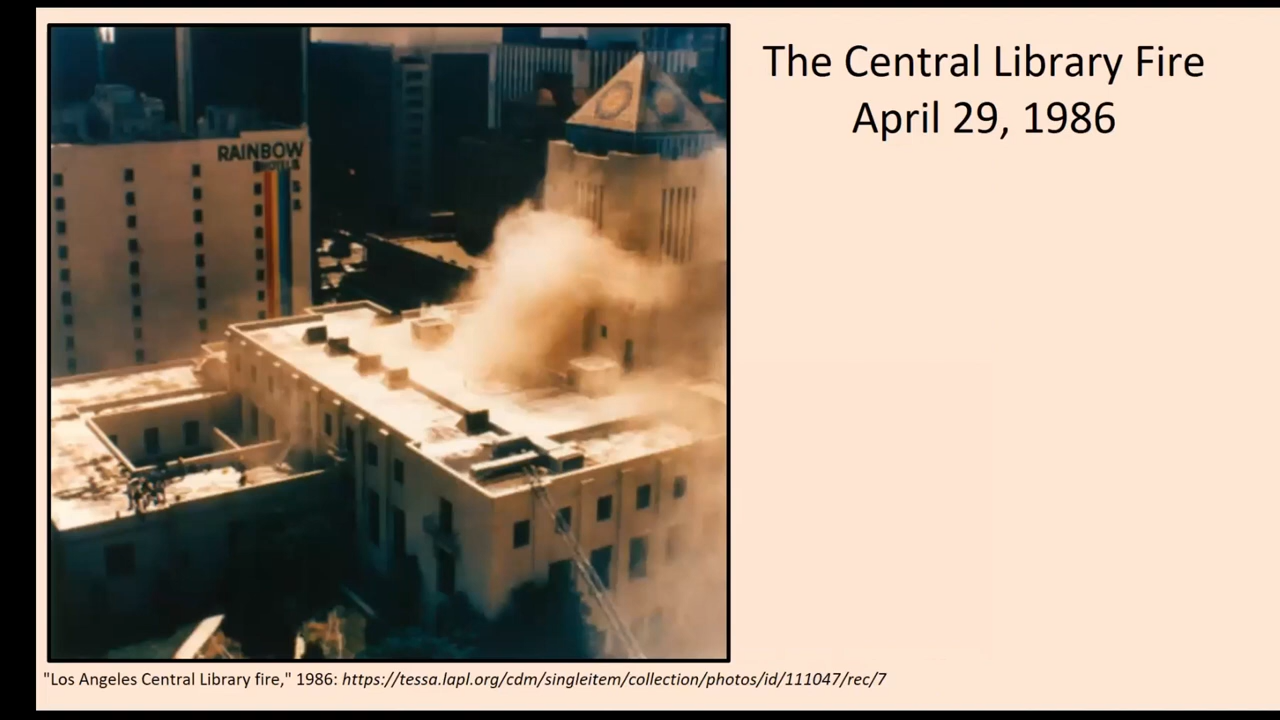 The Central Library Fire
April 29, 1986
RAINBOW
HOTEL
"Los Angeles Central Library fire," 1986: https://tessa.lapl.org/cdm/singleitem/collection/photos/id/111047/rec/7